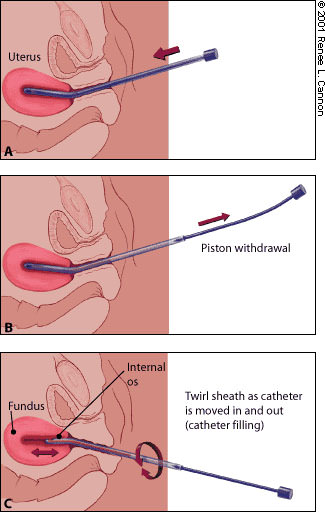 © 2001 Renee L. Cannon
Uterus
A
Piston withdrawal
B
Internal
os
Fundus
Twirl sheath as catheter
is moved in and out
(catheter filling)
C